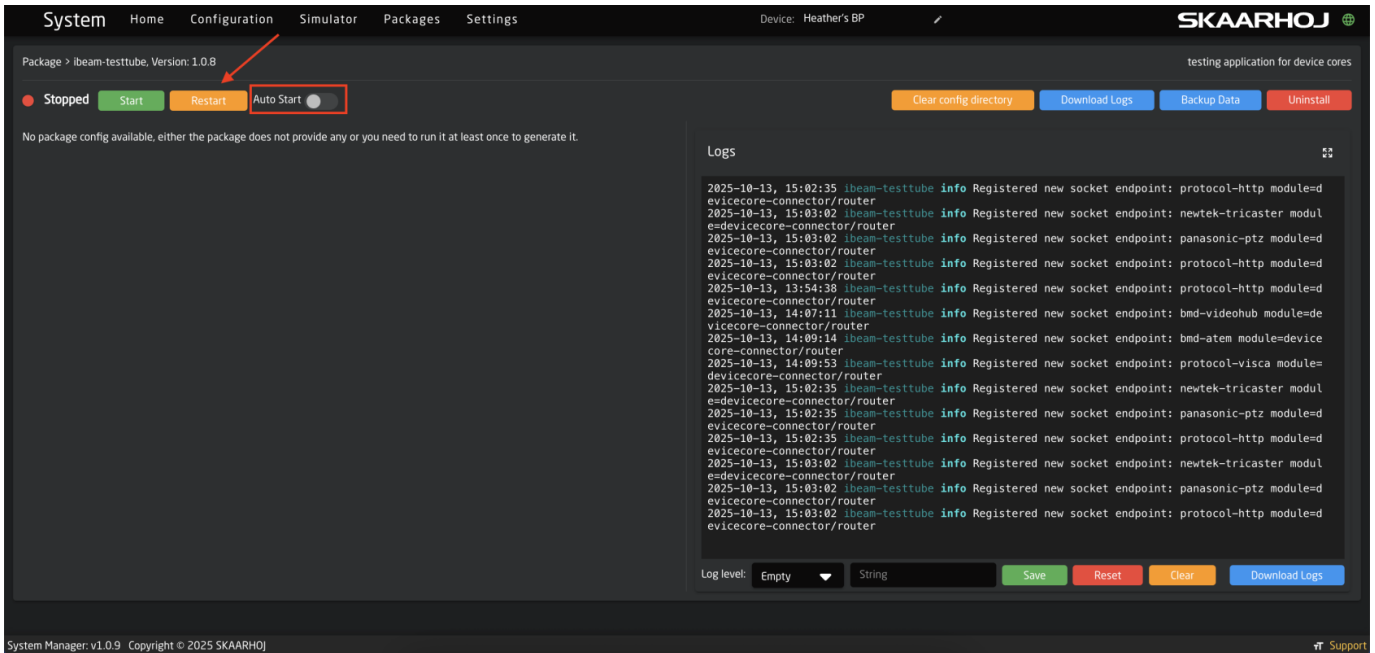 System Home Configuration Simulator Packages Settings Device: Heather's BP SKAARHOJ
Package > ibeam-testtube, Version: 1.0.8 testing application for device cores
Stopped Start Restart Auto Start Clear config directory Download Logs Backup Data Uninstall
No package config available, either the package does not provide any or you need to run it at least once to generate it.
Logs
2025-10-13, 15:02:35 ibeam-testtube info Registered new socket endpoint: protocol-http module=d
evicecore-connector/router
2025-10-13, 15:03:02 ibeam-testtube info Registered new socket endpoint: newtek-tricaster modul
e=devicecore-connector/router
2025-10-13, 15:03:02 ibeam-testtube info Registered new socket endpoint: panasonic-ptz module=d
evicecore-connector/router
2025-10-13, 15:03:02 ibeam-testtube info Registered new socket endpoint: protocol-http module=d
evicecore-connector/router
2025-10-13, 13:54:38 ibeam-testtube info Registered new socket endpoint: protocol-http module=d
evicecore-connector/router
2025-10-13, 14:07:11 ibeam-testtube info Registered new socket endpoint: bmd-videohub module=de
vicecore-connector/router
2025-10-13, 14:09:14 ibeam-testtube info Registered new socket endpoint: bmd-atem module=device
core-connector/router
2025-10-13, 14:09:53 ibeam-testtube info Registered new socket endpoint: protocol-visca module=
devicecore-connector/router
2025-10-13, 15:02:35 ibeam-testtube info Registered new socket endpoint: newtek-tricaster modul
e=devicecore-connector/router
2025-10-13, 15:02:35 ibeam-testtube info Registered new socket endpoint: panasonic-ptz module=d
evicecore-connector/router
2025-10-13, 15:02:35 ibeam-testtube info Registered new socket endpoint: protocol-http module=d
evicecore-connector/router
2025-10-13, 15:03:02 ibeam-testtube info Registered new socket endpoint: newtek-tricaster modul
e=devicecore-connector/router
2025-10-13, 15:03:02 ibeam-testtube info Registered new socket endpoint: panasonic-ptz module=d
evicecore-connector/router
2025-10-13, 15:03:02 ibeam-testtube info Registered new socket endpoint: protocol-http module=d
evicecore-connector/router
Log level: Empty String Save Reset Clear Download Logs
System Manager: v1.0.9 Copyright © 2025 SKAARHOJ Support